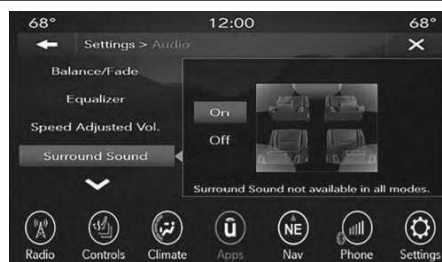 68° 12:00 68°
Settings > Audio
Balance/Fade
Equalizer
Speed Adjusted Vol.
Surround Sound
On
Off
Surround Sound not available in all modes.
û NE
Radio Controls Climate Apps Nav Phone Settings